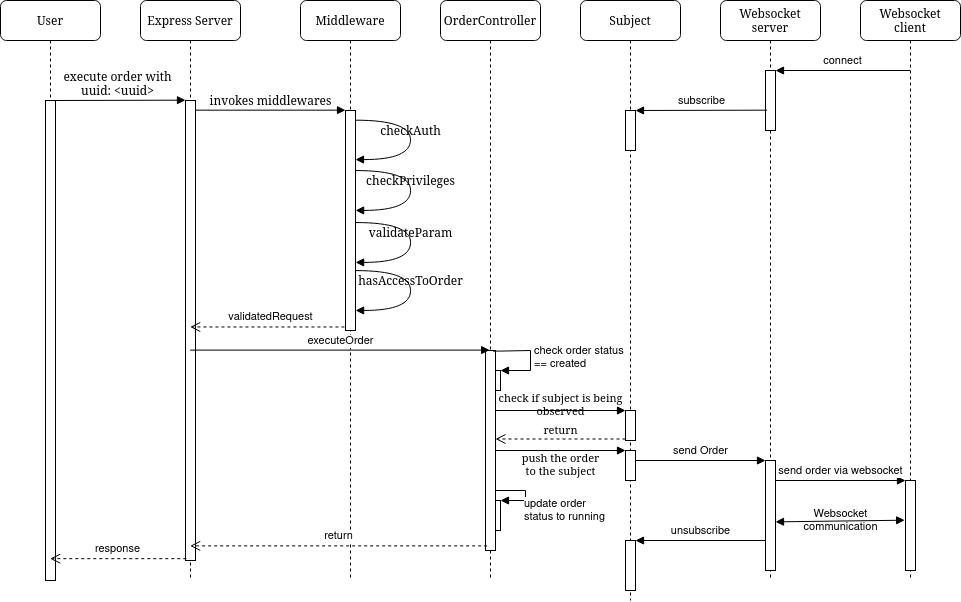 User
Express Server
Middleware
OrderController
Subject
Websocket
server
Websocket
client
connect
execute order with
uuid: <uuid>
invokes middlewares
subscribe
checkAuth
checkPrivileges
validateParam
hasAccessToOrder
validatedRequest
executeOrder
check order status
== created
check if subject is being
observed
return
push the order
to the subject
send Order
send order via websocket
update order
status to running
Websocket
communication
unsubscribe
return
response